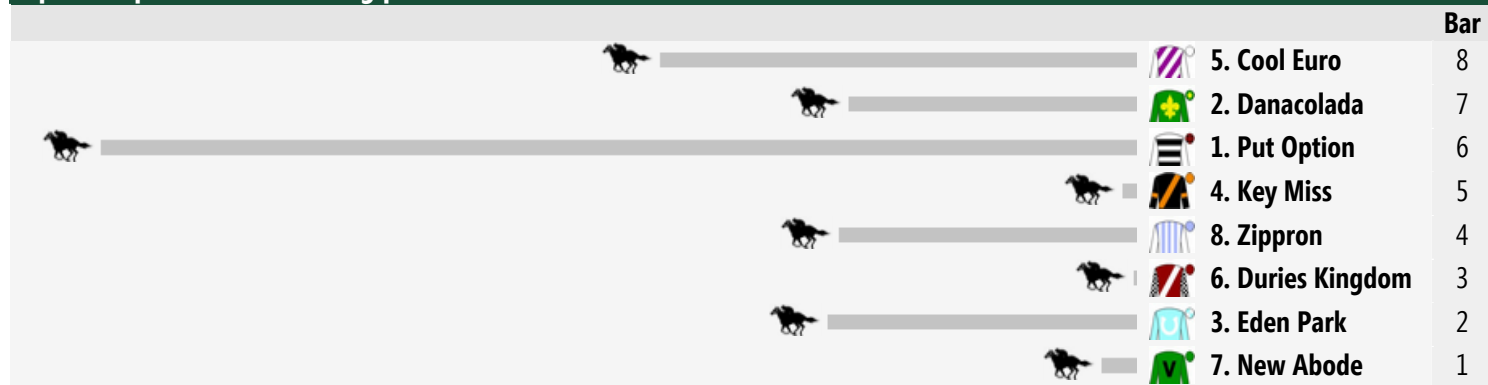 Bar
5. Cool Euro 8
2. Danacolada 7
1. Put Option 6
4. Key Miss 5
8. Zippron 4
6. Duries Kingdom 3
3. Eden Park 2
V 7. New Abode 1